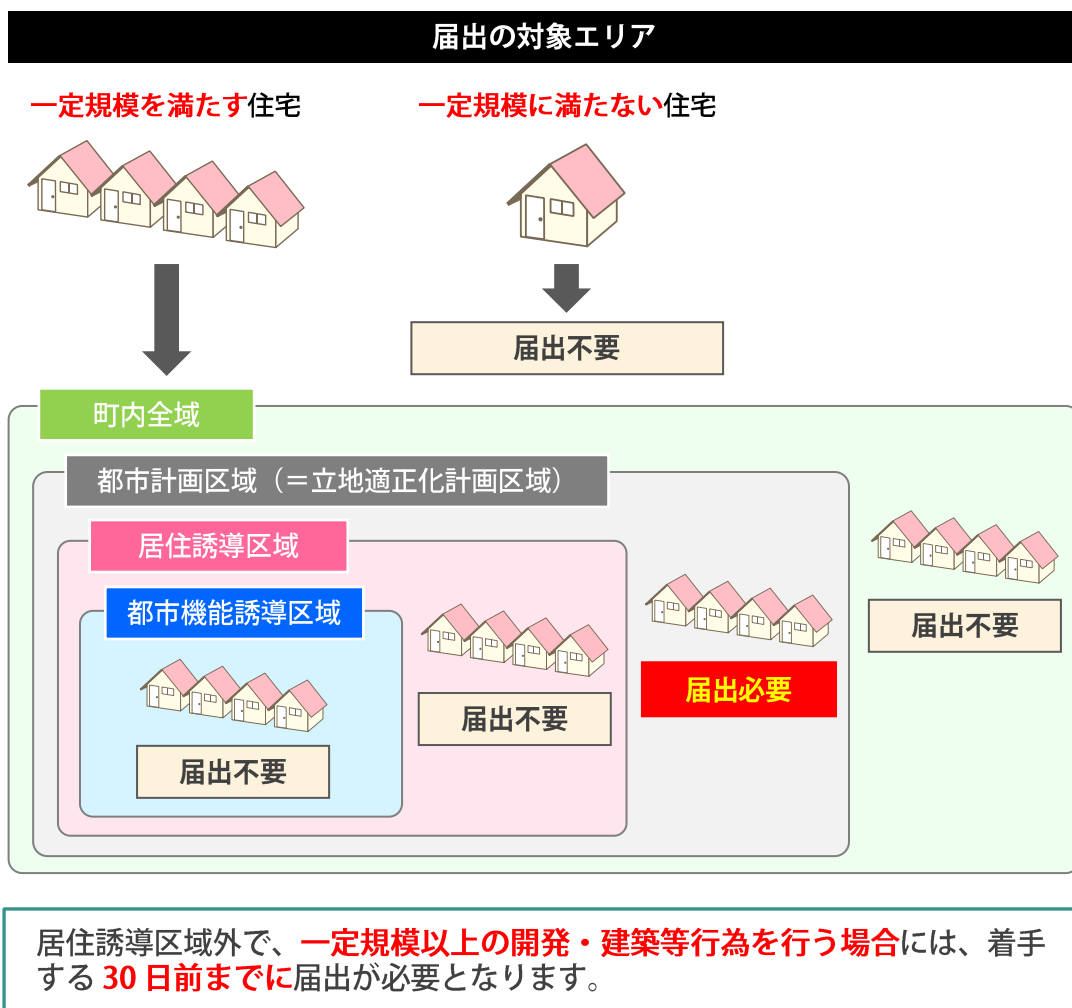 届出の対象エリア
一定規模を満たす住宅
一定規模に満たない住宅
届出不要
町内全域
都市計画区域（＝立地適正化計画区域）
居住誘導区域
都市機能誘導区域
届出不要
届出不要
届出必要
届出不要
居住誘導区域外で、一定規模以上の開発・建築等行為を行う場合には、着手
する 30 日前までに届出が必要となります。